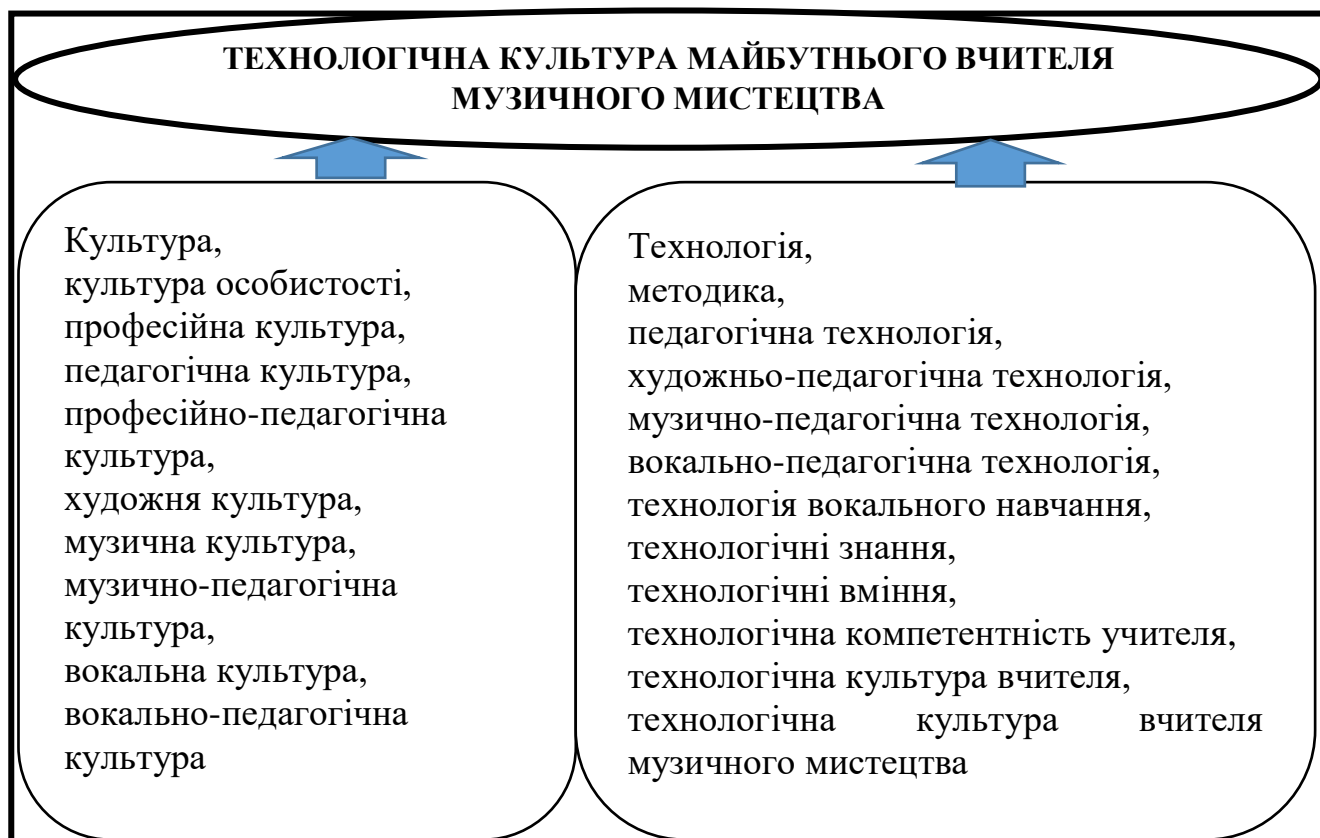 ТЕХНОЛОГІЧНА КУЛЬТУРА МАЙБУТНЬОГО ВЧИТЕЛЯ
МУЗИЧНОГО МИСТЕЦТВА
Культура,
культура особистості,
професійна культура,
педагогічна культура,
професійно-педагогічна
культура,
художня культура,
музична культура,
музично-педагогічна
культура,
вокальна культура,
вокально-педагогічна
культура
Технологія,
методика,
педагогічна технологія,
художньо-педагогічна технологія,
музично-педагогічна технологія,
вокально-педагогічна технологія,
технологія вокального навчання,
технологічні знання,
технологічні вміння,
технологічна компетентність учителя,
технологічна культура вчителя,
технологічна культура вчителя
музичного мистецтва